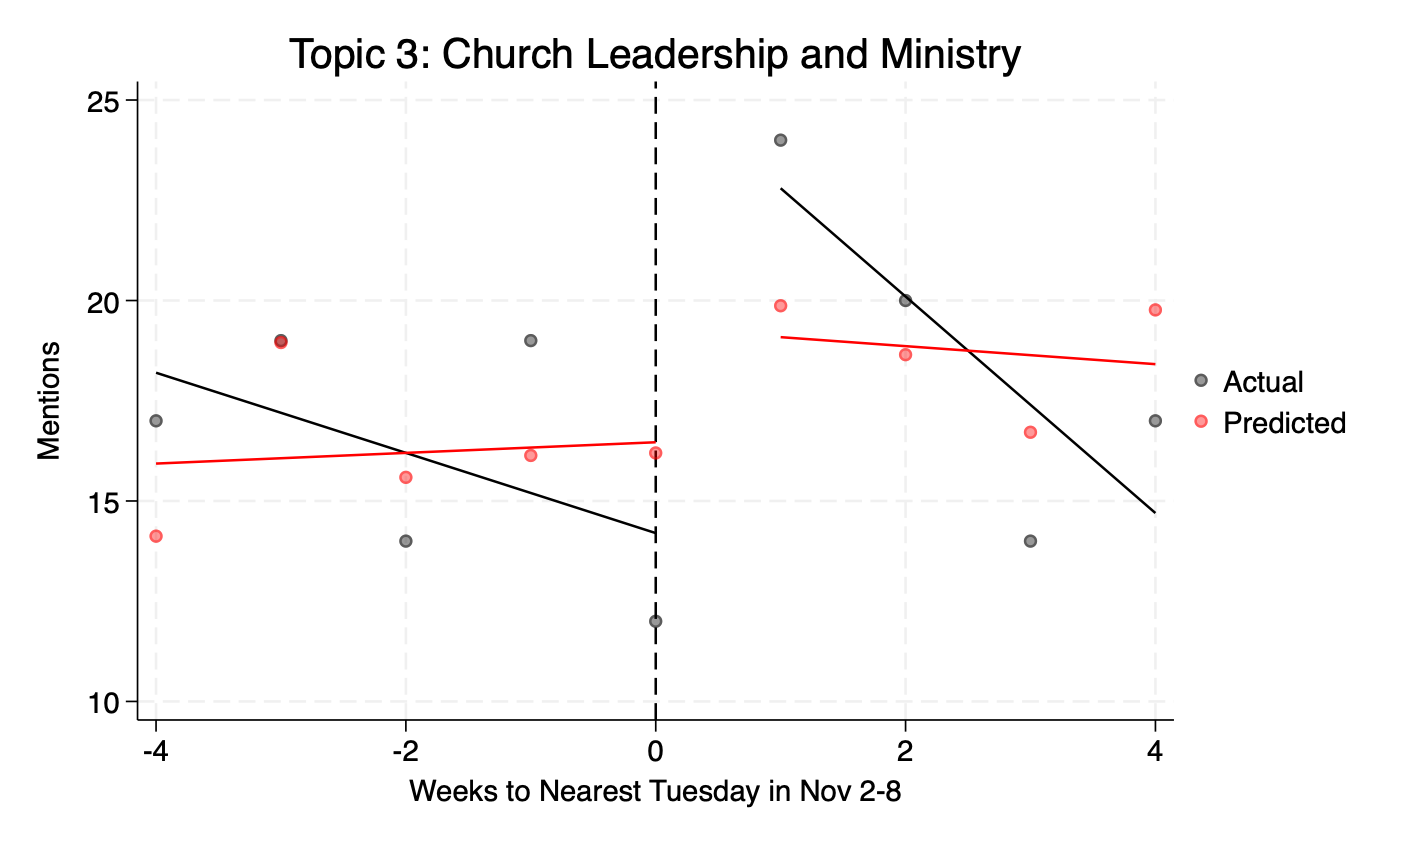 Topic 3: Church Leadership and Ministry
25
20
15
10
Mentions
-4
-2
0
2
4
Weeks to Nearest Tuesday in Nov 2-8
Actual
Predicted